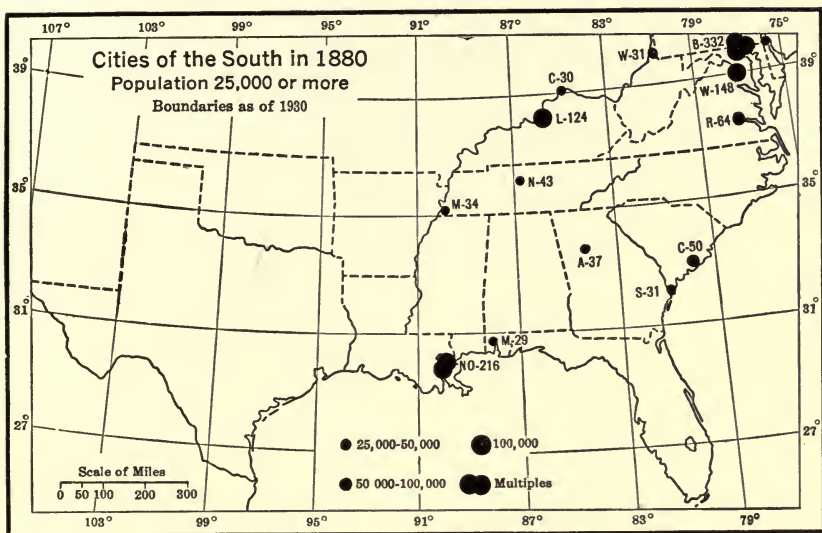 107° 103° 99° 95° 91° 87° 83° 79° 75°
Cities of the South in 1880
Population 25,000 or more
Boundaries as of 1930
39°
39°
W-31
B-332
C-30
W-148
L-124
R-64
N-43
35°
35°
M-34
C-50
A-37
S-31
31°
31°
M-29
NO-216
27°
27°
25,000-50,000
100,000
50 000-100,000
Multiples
Scale of Miles
0 50 100 200 300
103° 99° 95° 91° 87° 83° 79°